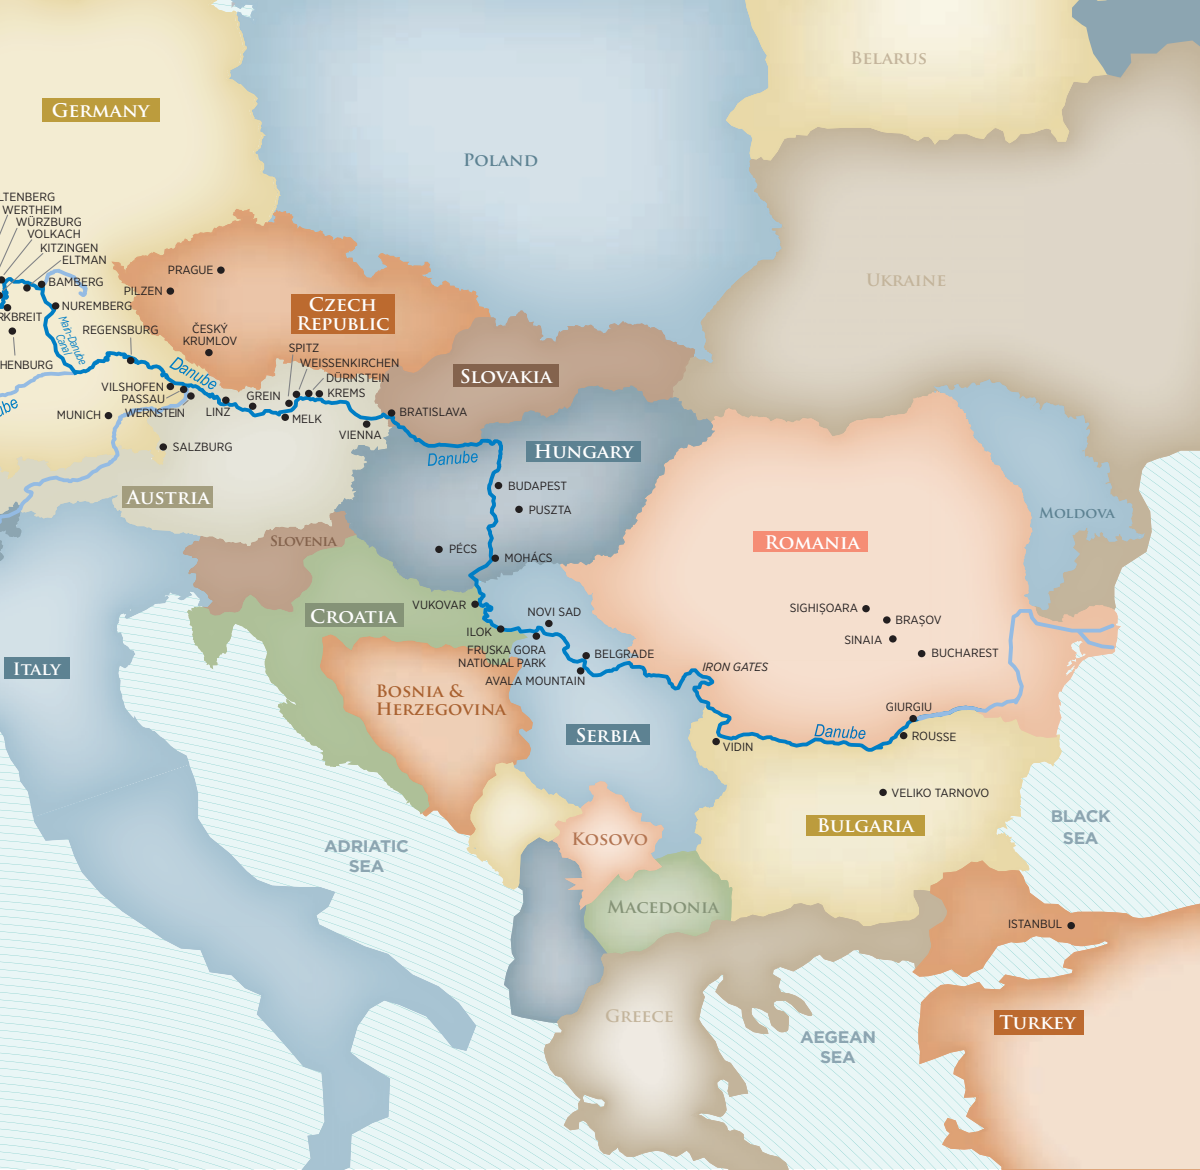 BELARUS
GERMANY
POLAND
LTENBERG
WERTHEIM
WÜRZBURG
VOLKACH
KITZINGEN
ELTMAN
BAMBERG
PRAGUE
PILZEN
UKRAINE
NUREMBERG
RKBREIT
CZECH
REPUBLIC
Main-Danube
Canal
REGENSBURG
ČESKÝ
KRUMLOV
SPITZ
WEISSENKIRCHEN
HENBURG
Danube
DÜRNSTEIN
SLOVAKIA
VILSHOFEN
PASSAU
GREIN
KREMS
ube
MUNICH
WERNSTEIN
LINZ
MELK
BRATISLAVA
VIENNA
SALZBURG
Danube
HUNGARY
BUDAPEST
AUSTRIA
PUSZTA
MOLDOVA
SLOVENIA
ROMANIA
PÉCS
MOHÁCS
CROATIA
VUKOVAR
NOVI SAD
SIGHIȘOARA
BRAȘOV
ILOK
SINAIA
FRUSKA GORA
NATIONAL PARK
BELGRADE
BUCHAREST
ITALY
IRON GATES
AVALA MOUNTAIN
BOSNIA &
HERZEGOVINA
GIURGIU
SERBIA
Danube
ROUSSE
VIDIN
VELIKO TARNOVO
BULGARIA
BLACK
SEA
KOSOVO
ADRIATIC
SEA
MACEDONIA
ISTANBUL
GREECE
TURKEY
AEGEAN
SEA